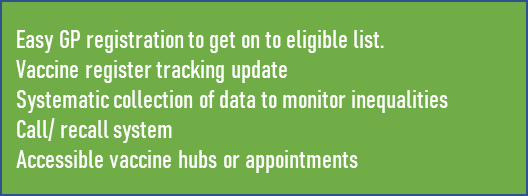 Easy GP registration to get on to eligible list.
Vaccine register tracking update
Systematic collection of data to monitor inequalities
Call/ recall system
Accessible vaccine hubs or appointments